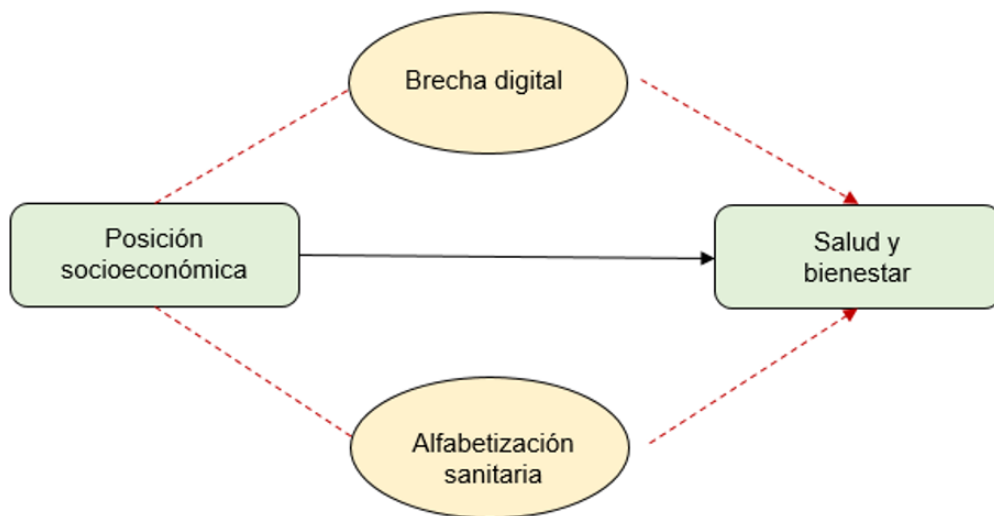 Brecha digital
Posición
socioeconómica
Salud y
bienestar
Alfabetización
sanitaria